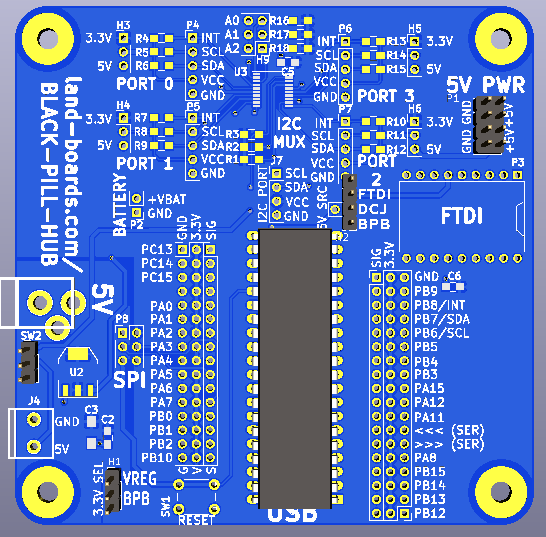 H3 P4 A0 R16 P6 H5
3.3V R4 INT A1 R17 INT R13 3.3V
R5 SCL A2 R18 SCL R14
5V R6 SDA U3 H9 C5 SDA R15 5V
PORT 0 VCC VCC 5V PWR
GND GND PORT 3 P1
H4 P5 P7 H6 GND GND
3.3V R7 INT I2C INT R10 3.3V +5V+5V
R8 SCL R3 MUX SCL R11
5V R9 SDA R2 SDA R12 5V
PORT 1 VCC R1 J7 VCC PORT P3
GND SCL GND 2
land-boards.com/
BLACK-PILL-HUB
BATTERY +VBAT I2C PORT SDA 5V SRC FTDI FTDI
GND VCC DCJ
P2 GND BPB
GND 3.3V SIG
PC13 SIG 3.3V GND
PC14 GND C6
PC15 PB9
5V PB8/INT
PA0 PB7/SDA
P8 PA1 PB6/SCL
SW2 PA2 PB5
PA3 PB4
U2 PA4 PB3
SPI PA5 PA15
PA6 PA12
J4 PA7 PA11
GND C3 C2 PB0 <<< (SER)
PB1 >>> (SER)
5V PB2 PA8
H1 PB10 PB15
3.3V SEL VREG PB14
BPB SW1 PB13
RESET USB PB12